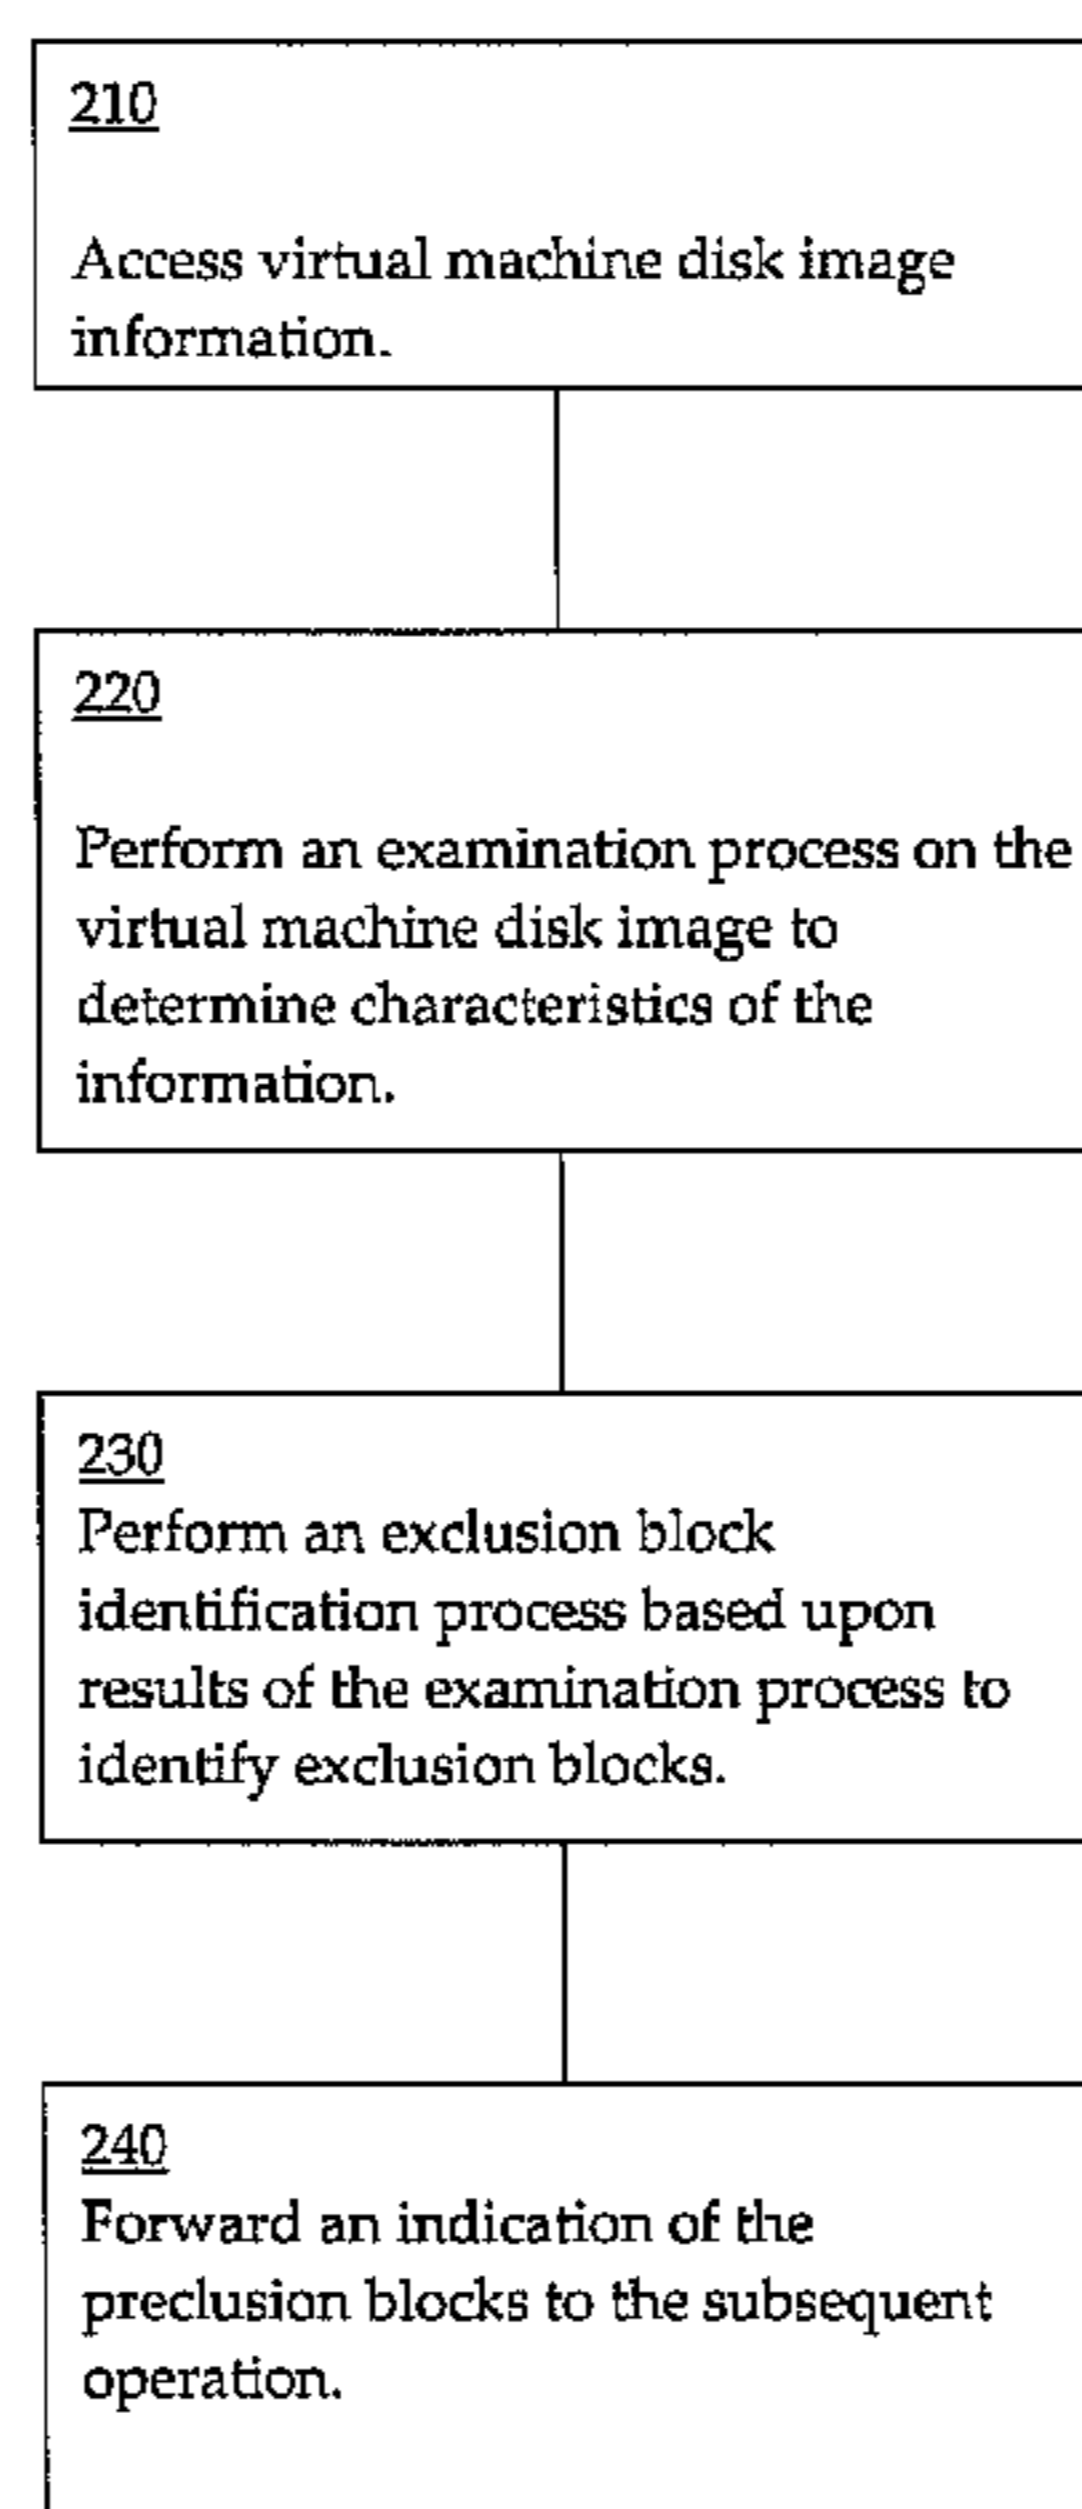 210
Access virtual machine disk image
information.
220
Perform an examination process on the
virtual machine disk image to
determine characteristics of the
information.
230
Perform an exclusion block
identification process based upon
results of the examination process to
identify exclusion blocks.
240
Forward an indication of the
preclusion blocks to the subsequent
operation.